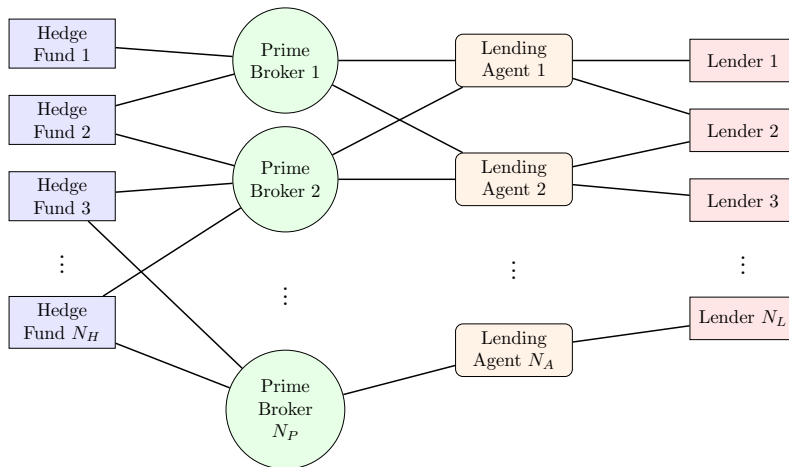 Hedge
Fund 1
Hedge
Fund 2
Hedge
Fund 3
⋮
Hedge
Fund N_H
Prime
Broker 1
Prime
Broker 2
⋮
Prime
Broker
N_P
Lending
Agent 1
Lending
Agent 2
⋮
Lending
Agent N_A
Lender 1
Lender 2
Lender 3
⋮
Lender N_L